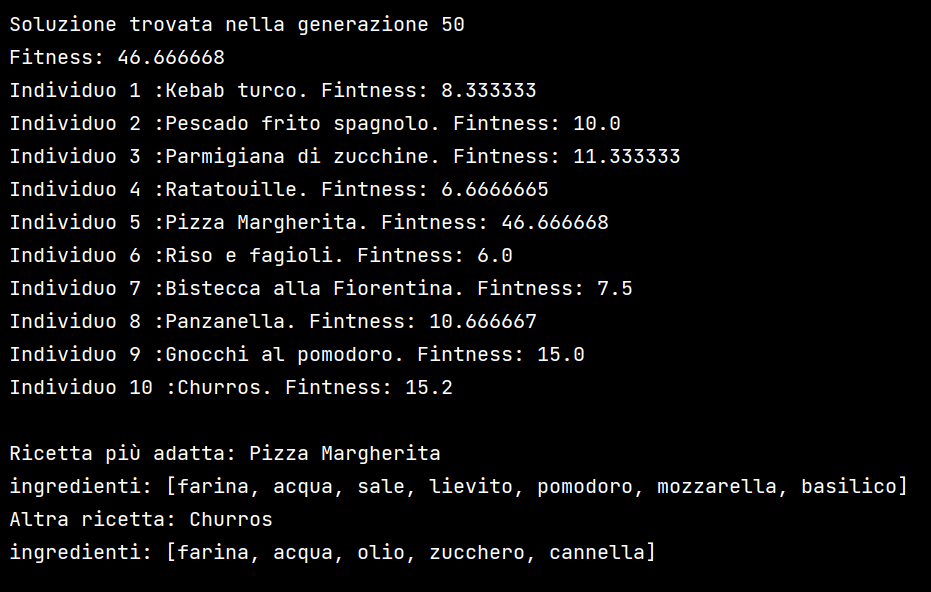 Soluzione trovata nella generazione 50
Fitness: 46.666668
Individuo 1 :Kebab turco. Fintness: 8.333333
Individuo 2 :Pescado frito spagnolo. Fintness: 10.0
Individuo 3 :Parmigiana di zucchine. Fintness: 11.333333
Individuo 4 :Ratatouille. Fintness: 6.6666665
Individuo 5 :Pizza Margherita. Fintness: 46.666668
Individuo 6 :Riso e fagioli. Fintness: 6.0
Individuo 7 :Bistecca alla Fiorentina. Fintness: 7.5
Individuo 8 :Panzanella. Fintness: 10.666667
Individuo 9 :Gnocchi al pomodoro. Fintness: 15.0
Individuo 10 :Churros. Fintness: 15.2
Ricetta più adatta: Pizza Margherita
ingredienti: [farina, acqua, sale, lievito, pomodoro, mozzarella, basilico]
Altra ricetta: Churros
ingredienti: [farina, acqua, olio, zucchero, cannella]